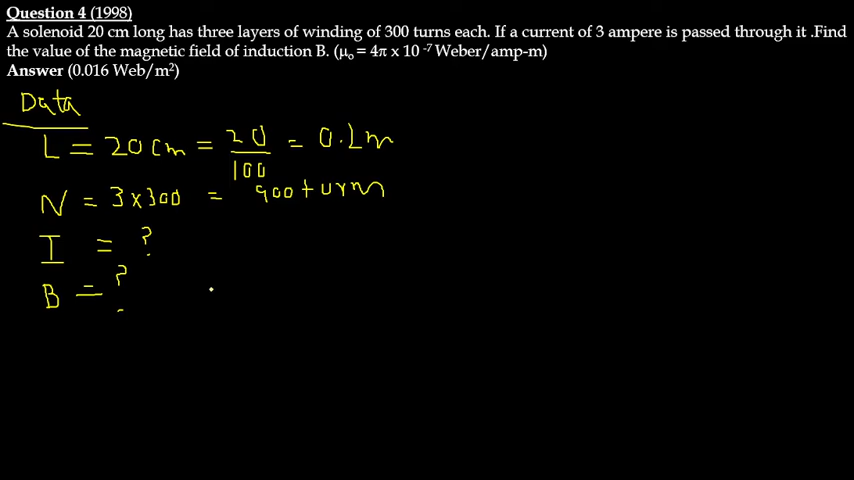 Question 4 (1998)
A solenoid 20 cm long has three layers of winding of 300 turns each. If a current of 3 ampere is passed through it .Find
the value of the magnetic field of induction B. (μₒ = 4π x 10 ⁻⁷ Weber/amp-m)
Answer (0.016 Web/m²)
Data
L = 20 cm = 20/100 = 0.2 m
N = 3 x 300 = 900 turn
I = ?
B = ?